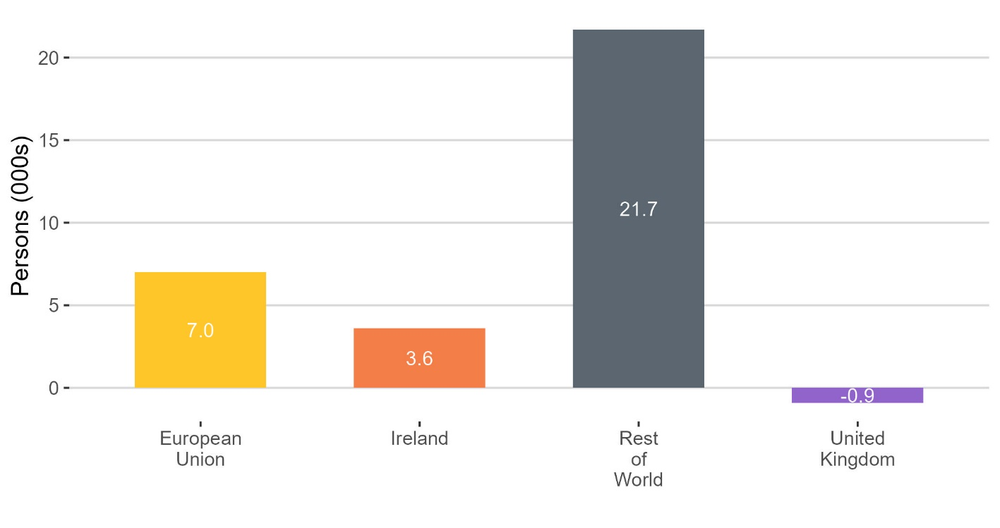 Persons (000s)
20
15
10
5
0
7.0
3.6
21.7
-0.9
European
Union
Ireland
Rest
of
World
United
Kingdom